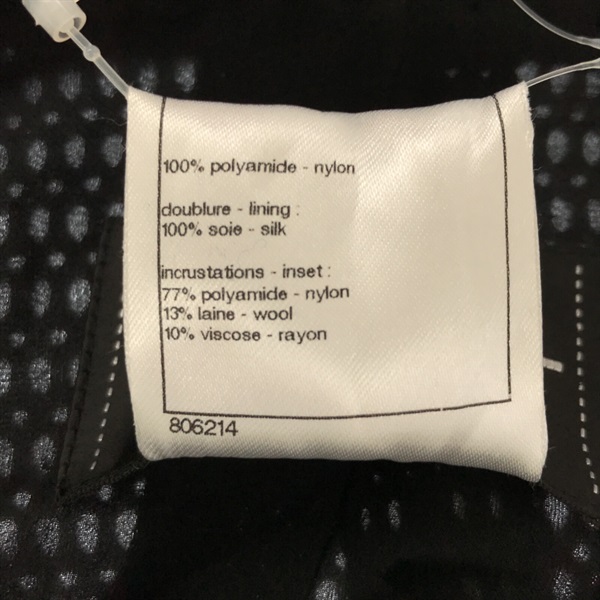 100% polyamide - nylon
doublure - lining :
100% soie - silk
incrustations - inset :
77% polyamide - nylon
13% laine - wool
10% viscose - rayon
806214